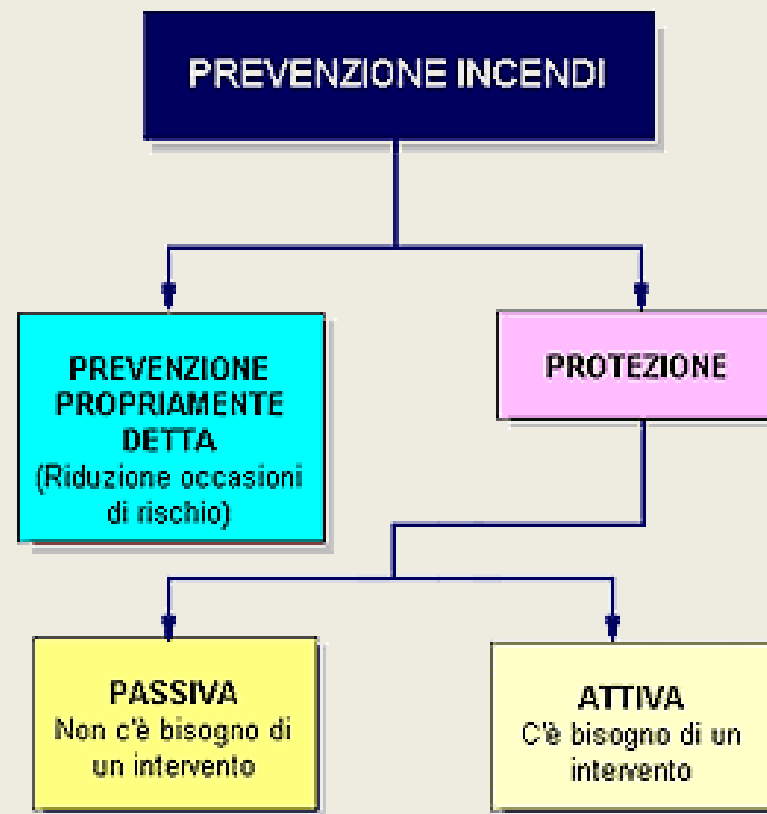 PREVENZIONE INCENDI
PREVENZIONE
PROPRIAMENTE
DETTA
(Riduzione occasioni
di rischio)
PROTEZIONE
PASSIVA
Non c'è bisogno di
un intervento
ATTIVA
C'è bisogno di un
intervento